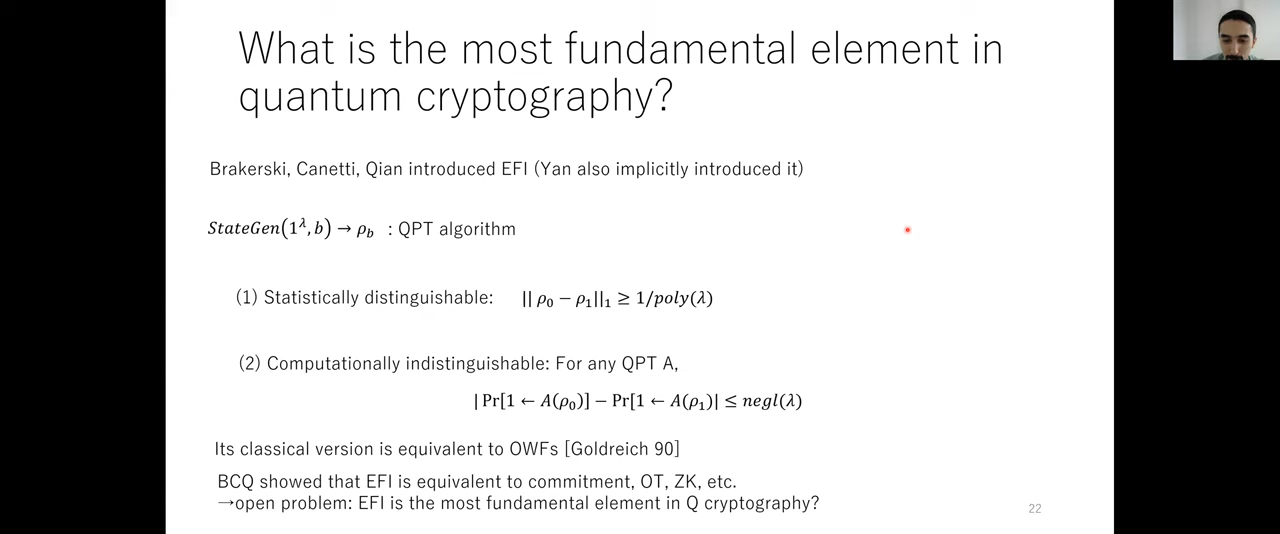 What is the most fundamental element in
quantum cryptography?
Brakerski, Canetti, Qian introduced EFI (Yan also implicitly introduced it)
StateGen(1^λ, b) → ρ_b : QPT algorithm
(1) Statistically distinguishable: || ρ_0 − ρ_1||_1 ≥ 1/poly(λ)
(2) Computationally indistinguishable: For any QPT A,
| Pr[1 ← A(ρ_0)] − Pr[1 ← A(ρ_1)| ≤ negl(λ)
Its classical version is equivalent to OWFs [Goldreich 90]
BCQ showed that EFI is equivalent to commitment, OT, ZK, etc.
→open problem: EFI is the most fundamental element in Q cryptography?
22